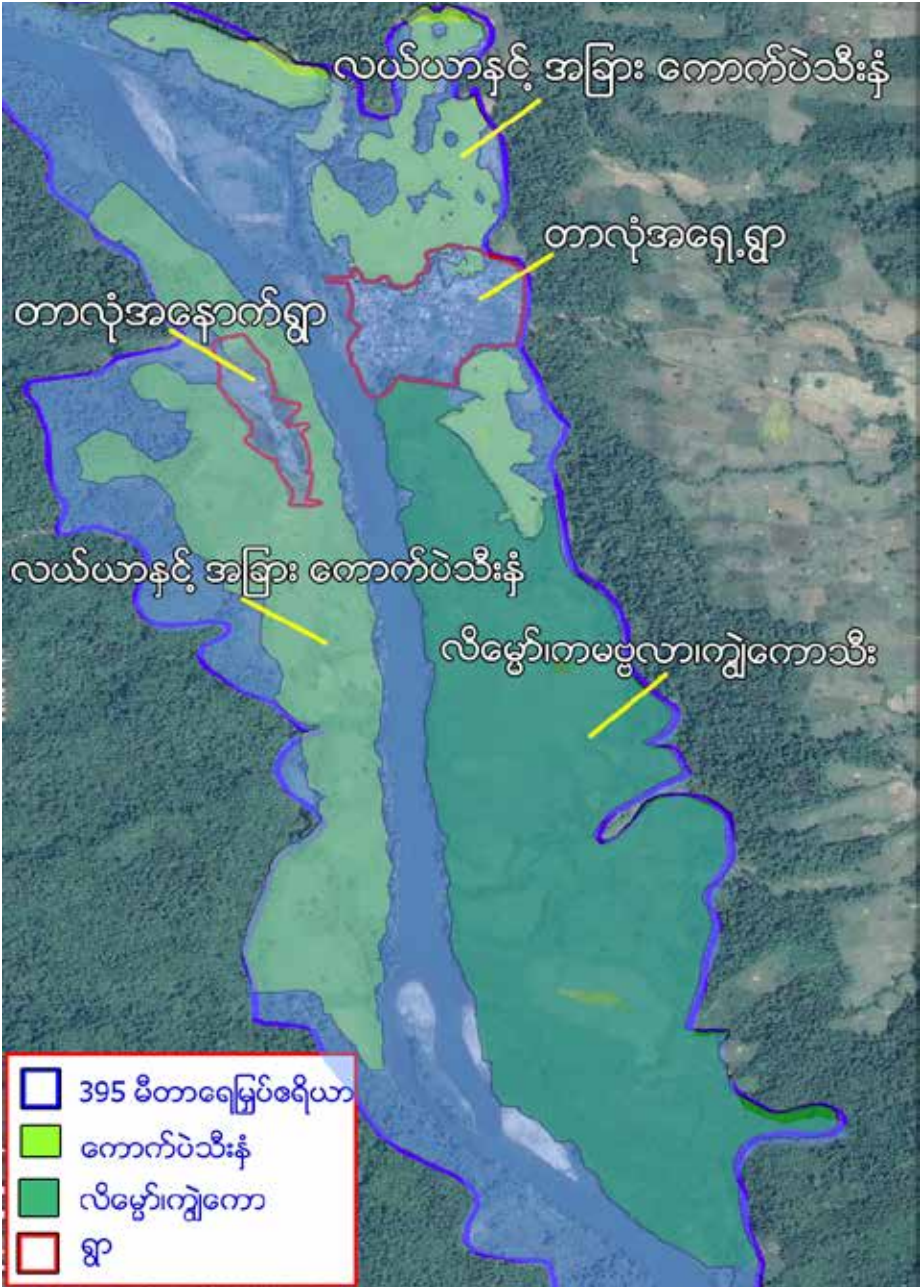 လယ်ယာနှင့် အခြား ကောက်ပဲသီးနှံ
တာလုံအရှေ့ရွာ
တာလုံအနောက်ရွာ
လယ်ယာနှင့် အခြား ကောက်ပဲသီးနှံ
လိမ္မော်၊ကမဗ္ဗလာ၊ကျွဲကောသီး
395 မီတာရေမြှပ်ဧရိယာ
ကောက်ပဲသီးနှံ
လိမ္မော်၊ကျွဲကော
ရွာ